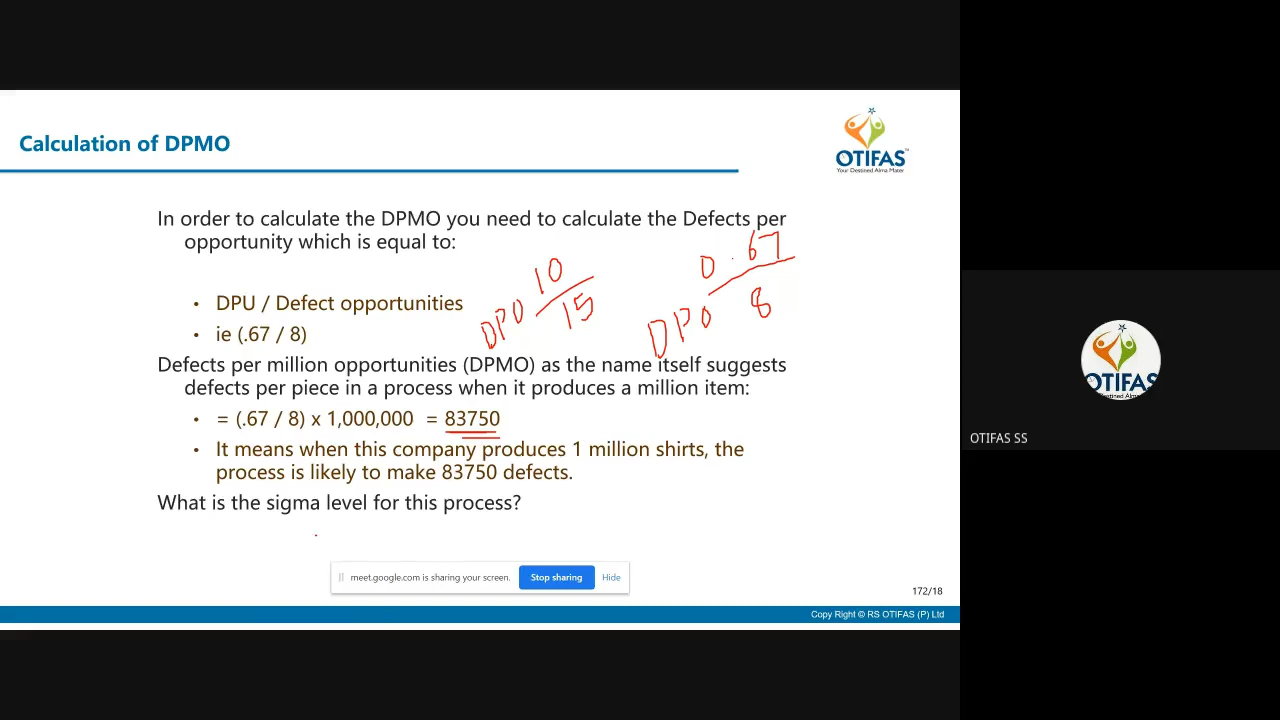 Calculation of DPMO
OTIFAS
Your Destined Alma Mater
In order to calculate the DPMO you need to calculate the Defects per
opportunity which is equal to:
• DPU / Defect opportunities
• ie (.67 / 8)
DPO 10
15
DPO 0.67
8
Defects per million opportunities (DPMO) as the name itself suggests
defects per piece in a process when it produces a million item:
• = (.67 / 8) x 1,000,000 = 83750
• It means when this company produces 1 million shirts, the
process is likely to make 83750 defects.
What is the sigma level for this process?
meet.google.com is sharing your screen. Stop sharing Hide
172/18
Copy Right © RS OTIFAS (P) Ltd
OTIFAS
OTIFAS SS